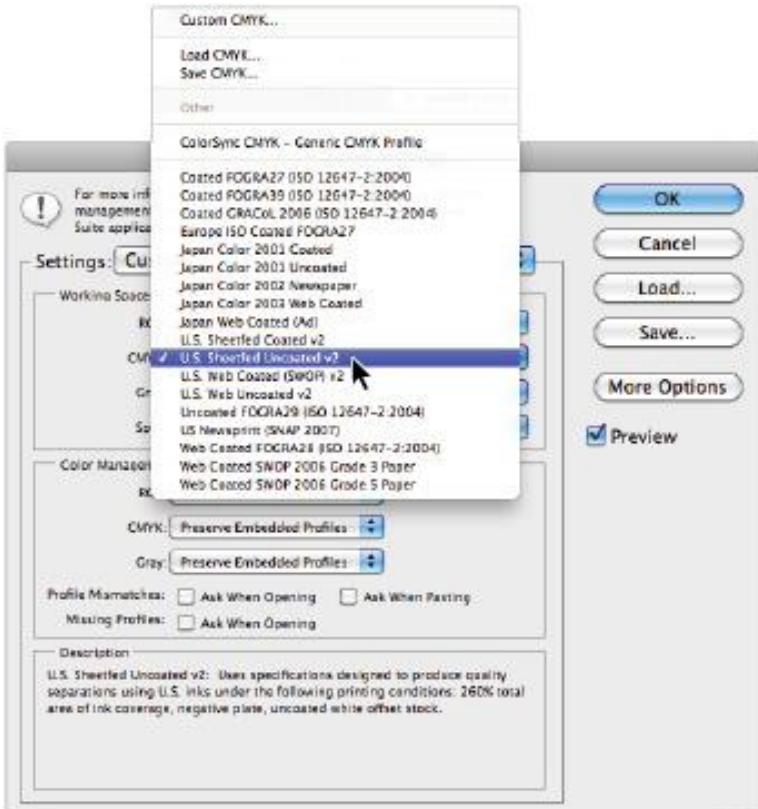 Custom CMYK...
Load CMYK...
Save CMYK...
Other
ColorSync CMYK - Generic CMYK Profile
Coated FOGRA27 (ISO 12647-2:2004)
Coated FOGRA39 (ISO 12647-2:2004)
Coated GRACoL 2006 (ISO 12647-2:2004)
Europe ISO Coated FOGRA27
Japan Color 2001 Coated
Japan Color 2001 Uncoated
Japan Color 2002 Newspaper
Japan Color 2003 Web Coated
Japan Web Coated (Ad)
U.S. Sheetfed Coated v2
✓ U.S. Sheetfed Uncoated v2
U.S. Web Coated (SWOP) v2
U.S. Web Uncoated v2
Uncoated FOGRA29 (ISO 12647-2:2004)
US Newsprint (SNAP 2007)
Web Coated FOGRA28 (ISO 12647-2:2004)
Web Coated SWOP 2006 Grade 3 Paper
Web Coated SWOP 2006 Grade 5 Paper
For more inf
management
Suite applica
Settings: Cu
Working Space
CM
Gr
Color Managem
CMYK: Preserve Embedded Profiles
Gray: Preserve Embedded Profiles
Profile Mismatches: Ask When Opening Ask When Pasting
Missing Profiles: Ask When Opening
Description
U.S. Sheetfed Uncoated v2: Uses specifications designed to produce quality
separations using U.S. inks under the following printing conditions: 260% total
area of ink coverage, negative plate, uncoated white offset stock.
OK
Cancel
Load...
Save...
More Options
Preview